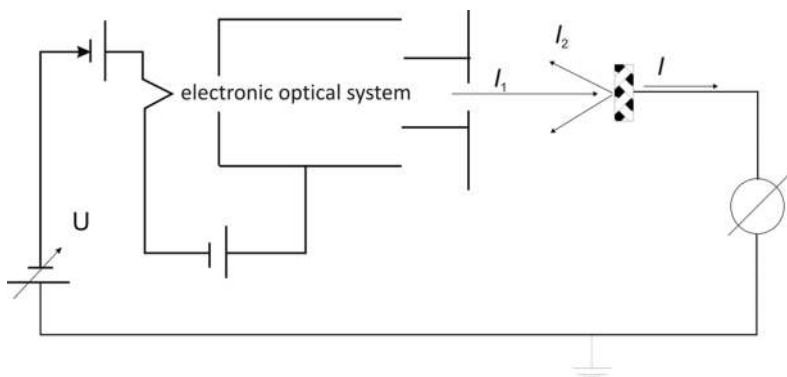 I₂
I
electronic optical system
I₁
U